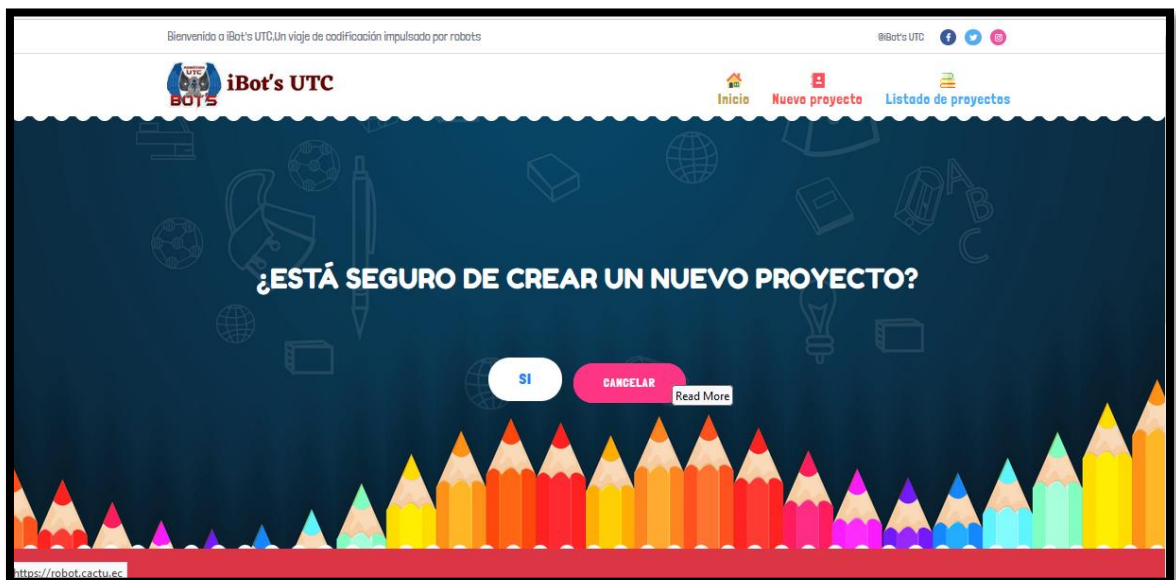 Bienvenido a iBot's UTC,Un viaje de codificación impulsado por robots
@iBot's UTC
UTC
BOT'S
iBot's UTC
Inicio
Nuevo proyecto
Listado de proyectos
A
B
C
¿ESTÁ SEGURO DE CREAR UN NUEVO PROYECTO?
SI
CANCELAR
Read More
https://robot.cactu.ec